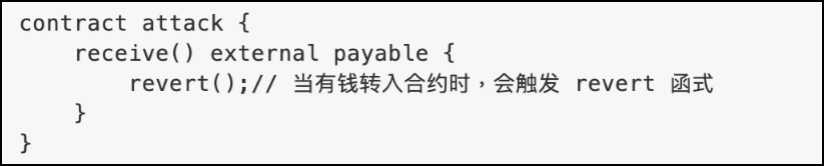 contract attack {
    receive() external payable {
        revert();// 当有钱转入合约时，会触发 revert 函式
    }
}